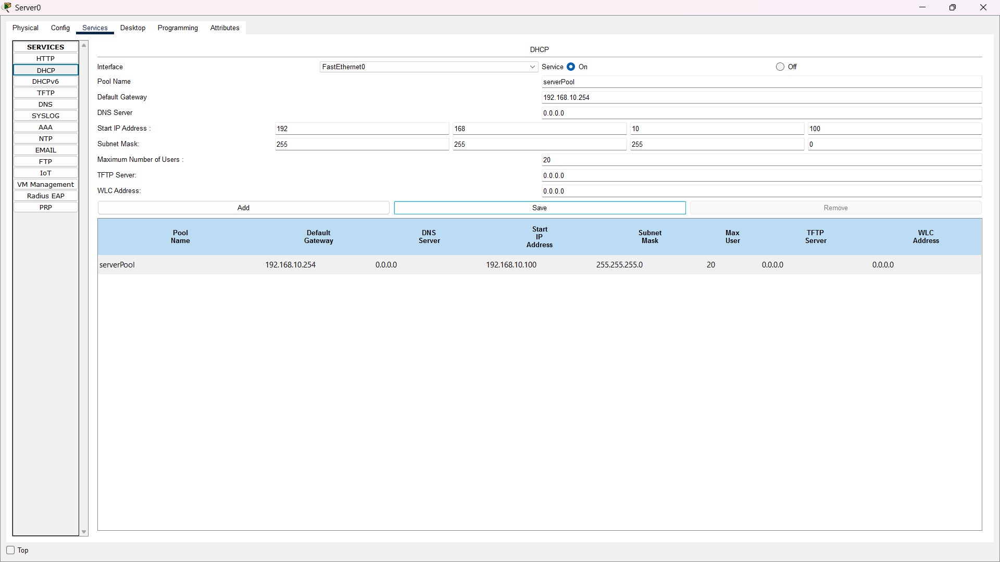 Server0
Physical Config Services Desktop Programming Attributes
SERVICES
HTTP
DHCP
DHCPv6
TFTP
DNS
SYSLOG
AAA
NTP
EMAIL
FTP
IoT
VM Management
Radius EAP
PRP
DHCP
Interface FastEthernet0 Service On Off
Pool Name serverPool
Default Gateway 192.168.10.254
DNS Server 0.0.0.0
Start IP Address : 192 168 10 100
Subnet Mask: 255 255 255 0
Maximum Number of Users : 20
TFTP Server: 0.0.0.0
WLC Address: 0.0.0.0
Add Save Remove
Pool Name Default Gateway DNS Server Start IP Address Subnet Mask Max User TFTP Server WLC Address
serverPool 192.168.10.254 0.0.0.0 192.168.10.100 255.255.255.0 20 0.0.0.0 0.0.0.0
Top